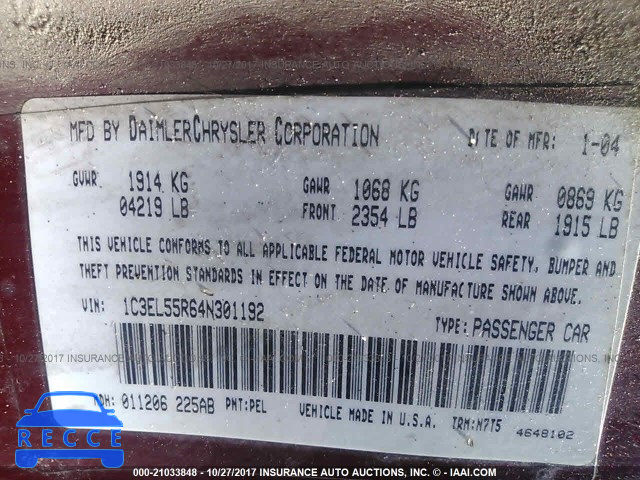 MFD BY DAIMLERCHRYSLER CORPORATION DATE OF MFR: 1-04
GVWR 1914 KG GAWR 1068 KG GAWR 0869 KG
04219 LB FRONT 2354 LB REAR 1915 LB
THIS VEHICLE CONFORMS TO ALL APPLICABLE FEDERAL MOTOR VEHICLE SAFETY, BUMPER AND
THEFT PREVENTION STANDARDS IN EFFECT ON THE DATE OF MANUFACTURE SHOWN ABOVE.
VIN: 1C3EL55R64N301192 TYPE: PASSENGER CAR
011206 225AB PNT:PEL VEHICLE MADE IN U.S.A. TRM:N7T5 4648102
AUTO
RECS
000-21033848 - 10/27/2017 INSURANCE AUTO AUCTIONS, INC. - © IAAI.COM